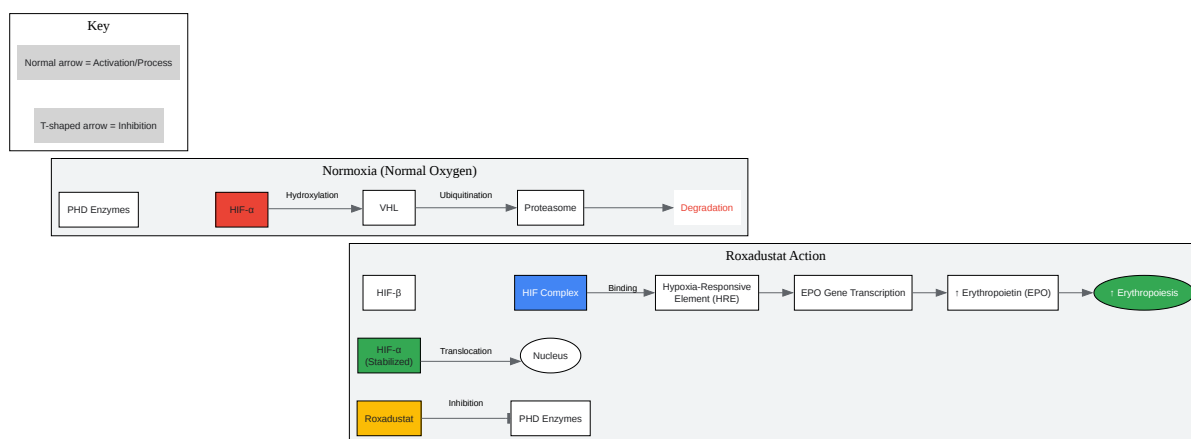 Key
Normal arrow = Activation/Process
T-shaped arrow = Inhibition
Normoxia (Normal Oxygen)
PHD Enzymes
HIF-α
Hydroxylation
VHL
Ubiquitination
Proteasome
Degradation
Roxadustat Action
HIF-β
HIF Complex
Binding
Hypoxia-Responsive
Element (HRE)
EPO Gene Transcription
↑ Erythropoietin (EPO)
↑ Erythropoiesis
HIF-α
(Stabilized)
Translocation
Nucleus
Roxadustat
Inhibition
PHD Enzymes